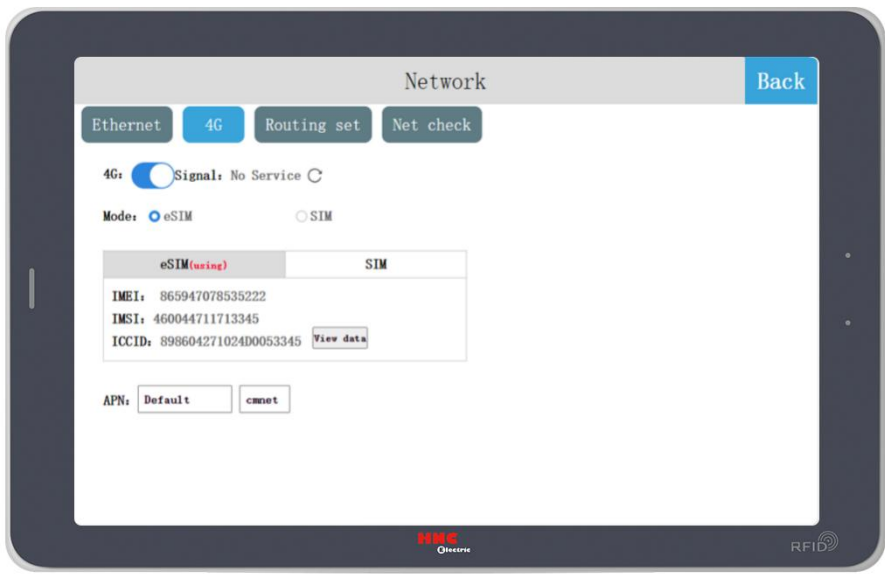 Network
Back
Ethernet 4G Routing set Net check
4G: Signal: No Service
Mode: eSIM SIM
eSIM(using) SIM
IMEI: 865947078535222
IMSI: 460044711713345
ICCID: 898604271024D0053345 View data
APN: Default cmnet
HNC
Electric
RFID